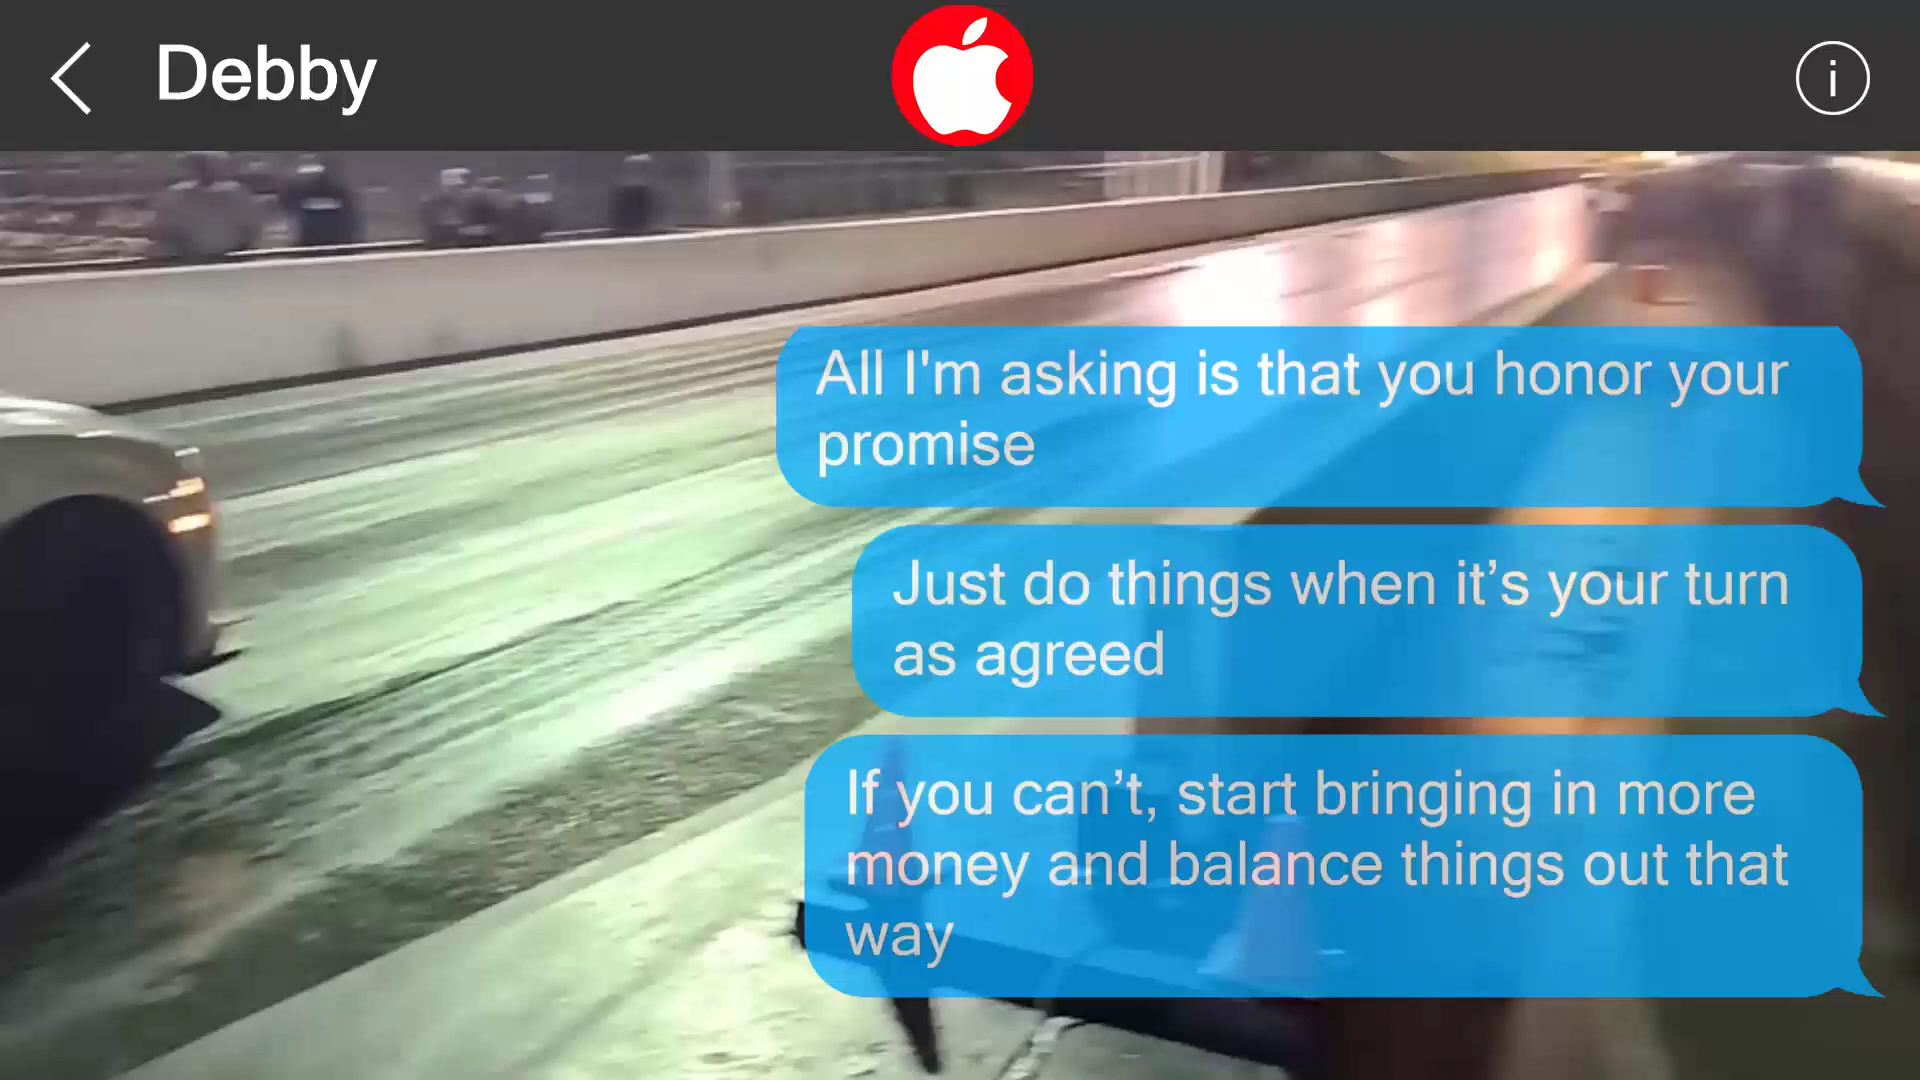 Debby
i
All I'm asking is that you honor your
promise
Just do things when it’s your turn
as agreed
If you can’t, start bringing in more
money and balance things out that
way